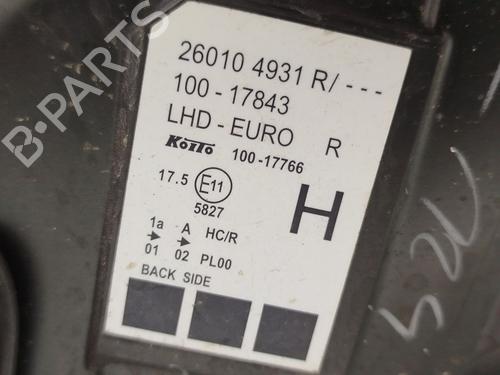 26010 4931 R/ - - -
100 - 17843
LHD - EURO R
Koito 100-17766
17.5 E11
5827
H
1a A HC/R
01 02 PL00
BACK SIDE
B-PARTS